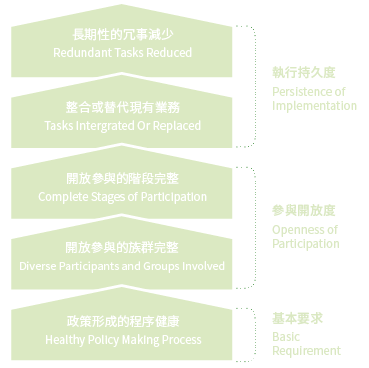 長期性的冗事減少
Redundant Tasks Reduced
整合或替代現有業務
Tasks Intergrated Or Replaced
執行持久度
Persistence of
Implementation
開放參與的階段完整
Complete Stages of Participation
開放參與的族群完整
Diverse Participants and Groups Involved
參與開放度
Openness of
Participation
政策形成的程序健康
Healthy Policy Making Process
基本要求
Basic
Requirement